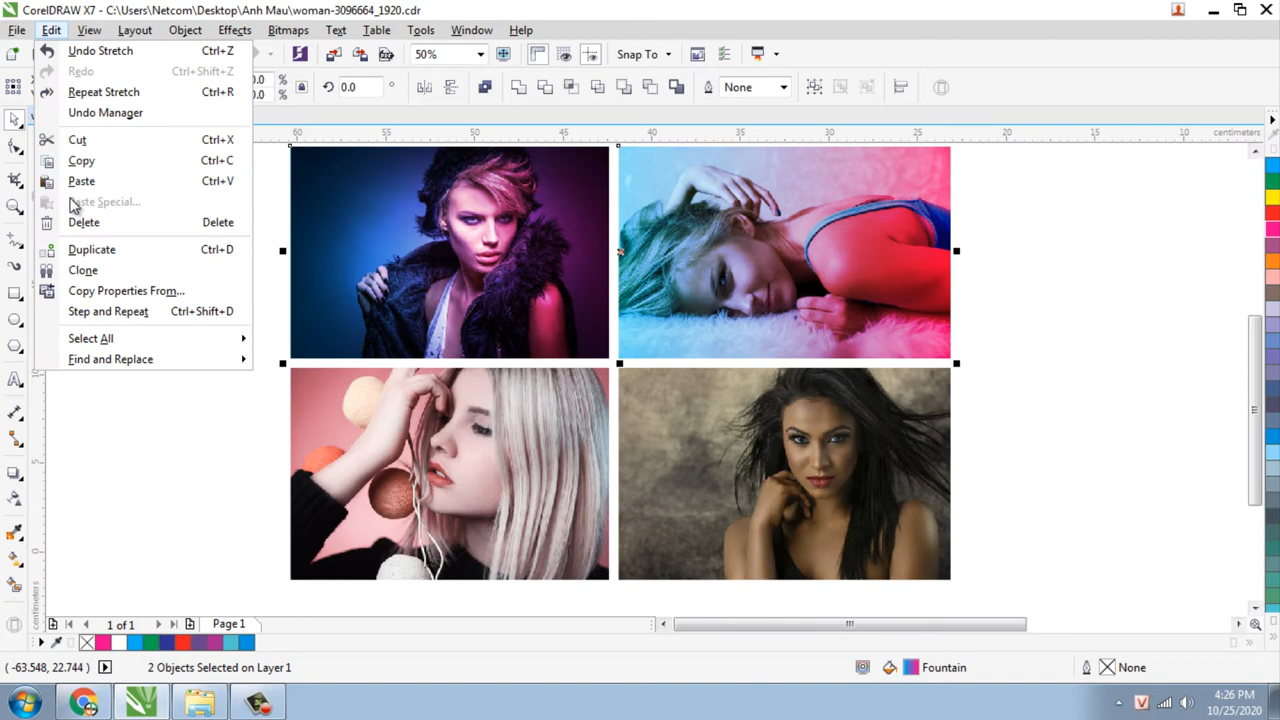 CorelDRAW X7 - C:\Users\Netcom\Desktop\Anh Mau\woman-3096664_1920.cdr
File Edit View Layout Object Effects Bitmaps Text Table Tools Window Help
Undo Stretch Ctrl+Z
50% Snap To
Redo Ctrl+Shift+Z
Repeat Stretch Ctrl+R
%
% 0.0 ° None
Undo Manager
Cut Ctrl+X
60 55 50 45 40 35 30 25 20 15 10 centimeters
Copy Ctrl+C
Paste Ctrl+V
Paste Special...
Delete Delete
Duplicate Ctrl+D
Clone
Copy Properties From...
Step and Repeat Ctrl+Shift+D
Select All
Find and Replace
5
0
centimeters
1 of 1 Page 1
(-63.548, 22.744) 2 Objects Selected on Layer 1 Fountain None
4:26 PM
10/25/2020